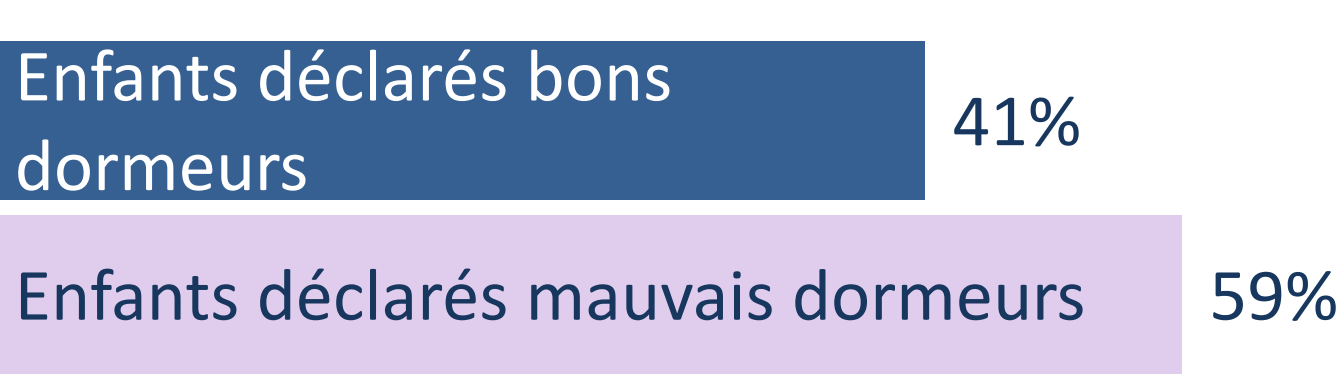 Enfants déclarés bons
dormeurs
41%
Enfants déclarés mauvais dormeurs
59%